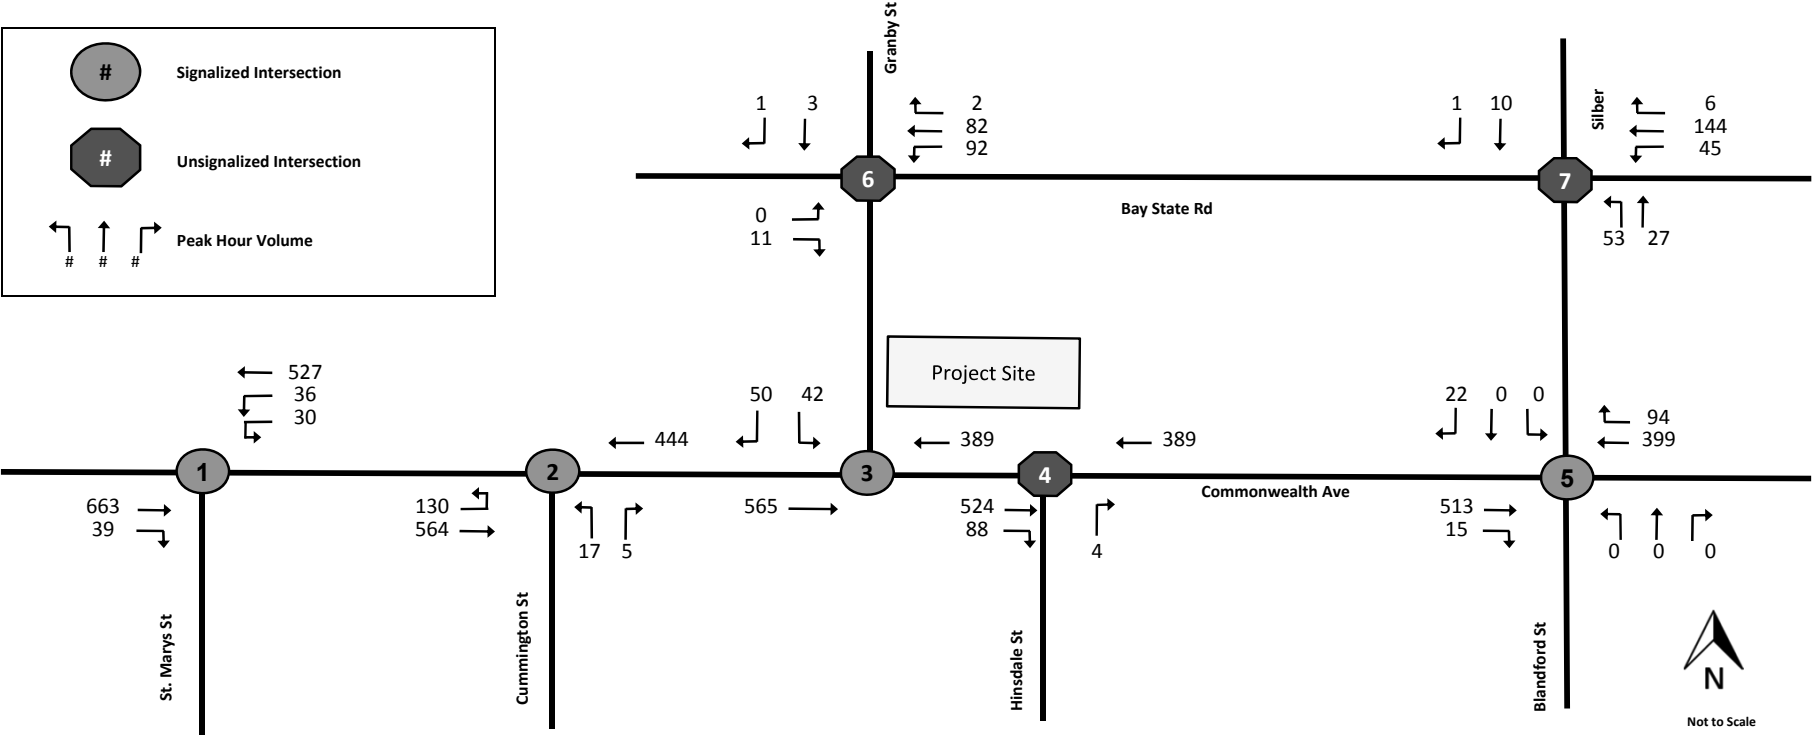 Granby St
# Signalized Intersection
# Unsignalized Intersection
Peak Hour Volume
# # #
1 3
2
82
92
6
0
11
Bay State Rd
1 10
Silber
6
144
45
7
53 27
527
36
30
1
663
39
St. Marys St
444
2
130
564
17 5
Cummington St
50 42
389
3
565
Project Site
389
4
524
88
4
Hinsdale St
Commonwealth Ave
22 0 0
94
399
5
513
15
0 0 0
Blandford St
N
Not to Scale